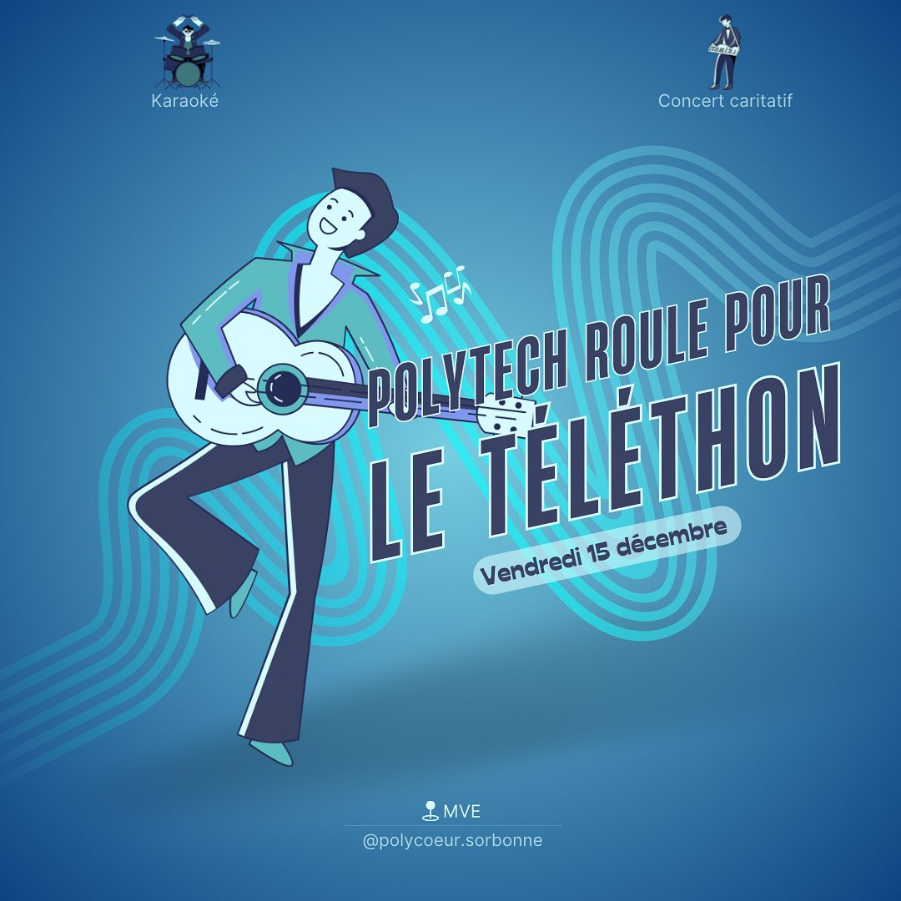 Karaoké
Concert caritatif
POLYTECH ROULE POUR
LE TÉLÉTHON
Vendredi 15 décembre
MVE
@polycoeur.sorbonne